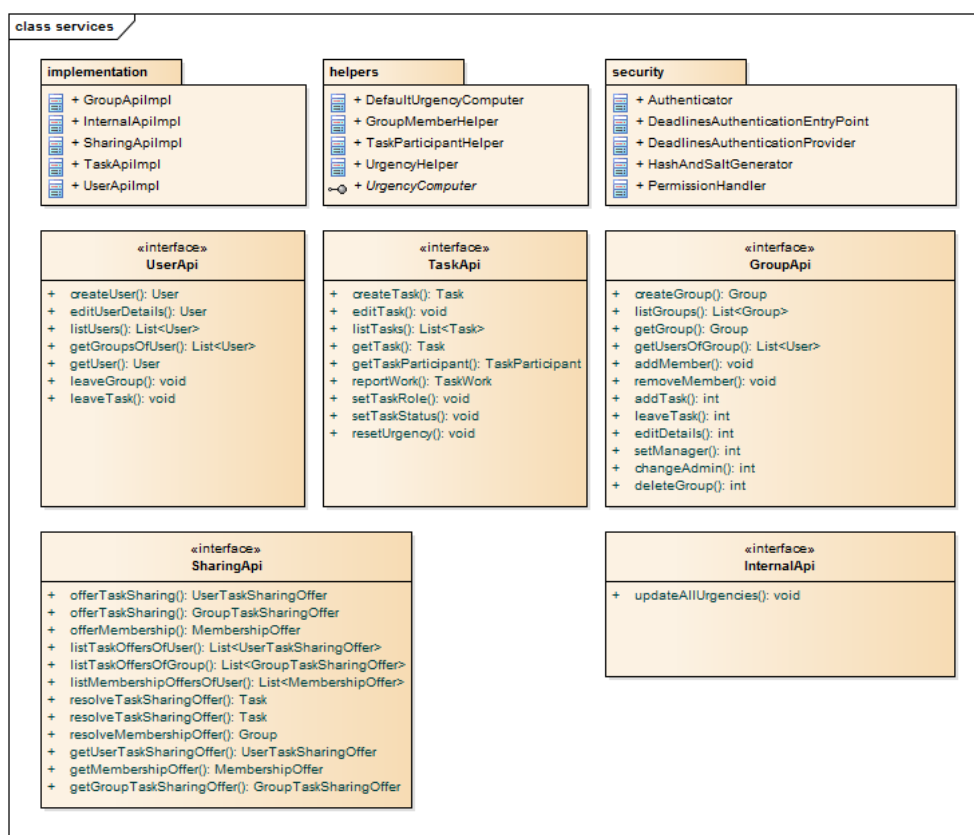 class services
implementation
+ GroupApiImpl
+ InternalApiImpl
+ SharingApiImpl
+ TaskApiImpl
+ UserApiImpl
helpers
+ DefaultUrgencyComputer
+ GroupMemberHelper
+ TaskParticipantHelper
+ UrgencyHelper
+ UrgencyComputer
security
+ Authenticator
+ DeadlinesAuthenticationEntryPoint
+ DeadlinesAuthenticationProvider
+ HashAndSaltGenerator
+ PermissionHandler
«interface»
UserApi
+ createUser(): User
+ editUserDetails(): User
+ listUsers(): List<User>
+ getGroupsOfUser(): List<User>
+ getUser(): User
+ leaveGroup(): void
+ leaveTask(): void
«interface»
TaskApi
+ createTask(): Task
+ editTask(): void
+ listTasks(): List<Task>
+ getTask(): Task
+ getTaskParticipant(): TaskParticipant
+ reportWork(): TaskWork
+ setTaskRole(): void
+ setTaskStatus(): void
+ resetUrgency(): void
«interface»
GroupApi
+ createGroup(): Group
+ listGroups(): List<Group>
+ getGroup(): Group
+ getUsersOfGroup(): List<User>
+ addMember(): void
+ removeMember(): void
+ addTask(): int
+ leaveTask(): int
+ editDetails(): int
+ setManager(): int
+ changeAdmin(): int
+ deleteGroup(): int
«interface»
SharingApi
+ offerTaskSharing(): UserTaskSharingOffer
+ offerTaskSharing(): GroupTaskSharingOffer
+ offerMembership(): MembershipOffer
+ listTaskOffersOfUser(): List<UserTaskSharingOffer>
+ listTaskOffersOfGroup(): List<GroupTaskSharingOffer>
+ listMembershipOffersOfUser(): List<MembershipOffer>
+ resolveTaskSharingOffer(): Task
+ resolveTaskSharingOffer(): Task
+ resolveMembershipOffer(): Group
+ getUserTaskSharingOffer(): UserTaskSharingOffer
+ getMembershipOffer(): MembershipOffer
+ getGroupTaskSharingOffer(): GroupTaskSharingOffer
«interface»
InternalApi
+ updateAllUrgencies(): void